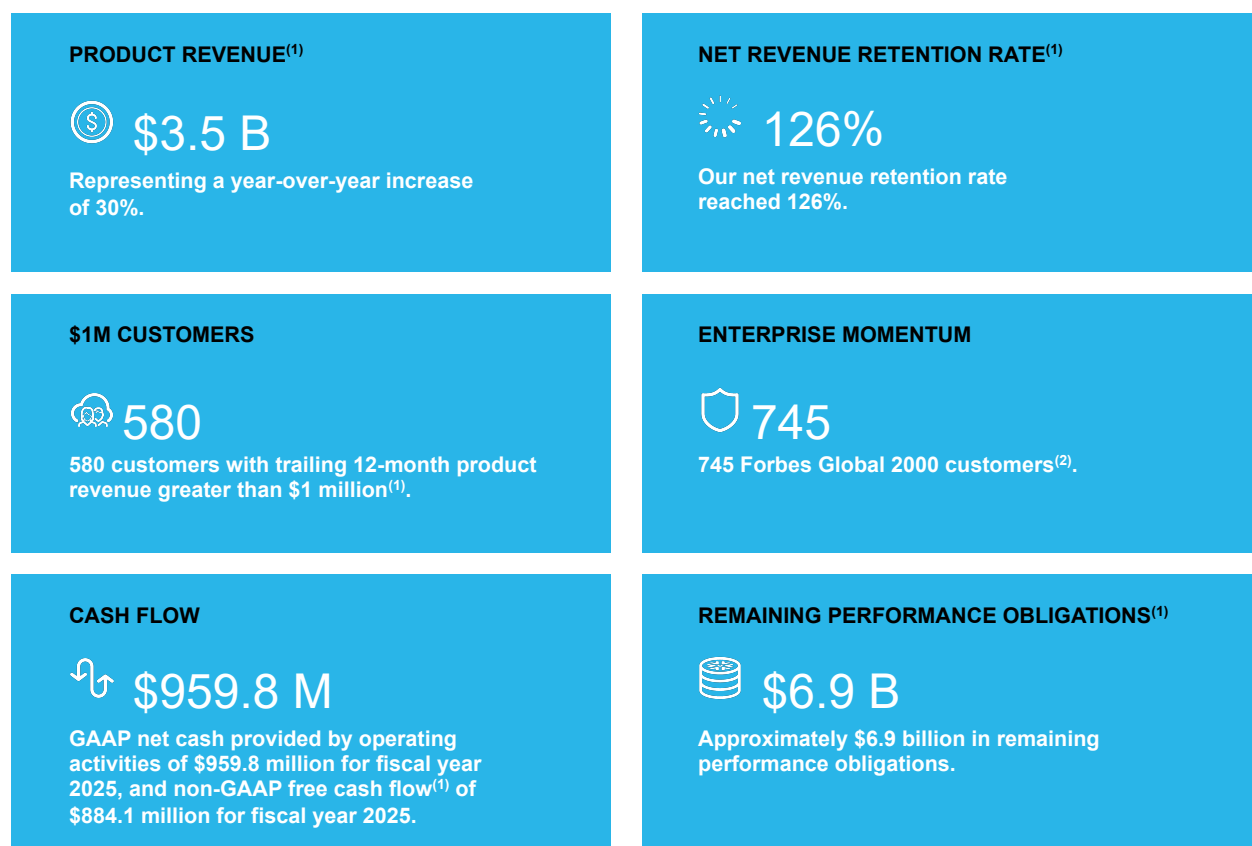 PRODUCT REVENUE(1)
$3.5 B
Representing a year-over-year increase
of 30%.
NET REVENUE RETENTION RATE(1)
126%
Our net revenue retention rate
reached 126%.
$1M CUSTOMERS
580
580 customers with trailing 12-month product
revenue greater than $1 million(1).
ENTERPRISE MOMENTUM
745
745 Forbes Global 2000 customers(2).
CASH FLOW
$959.8 M
GAAP net cash provided by operating
activities of $959.8 million for fiscal year
2025, and non-GAAP free cash flow(1) of
$884.1 million for fiscal year 2025.
REMAINING PERFORMANCE OBLIGATIONS(1)
$6.9 B
Approximately $6.9 billion in remaining
performance obligations.